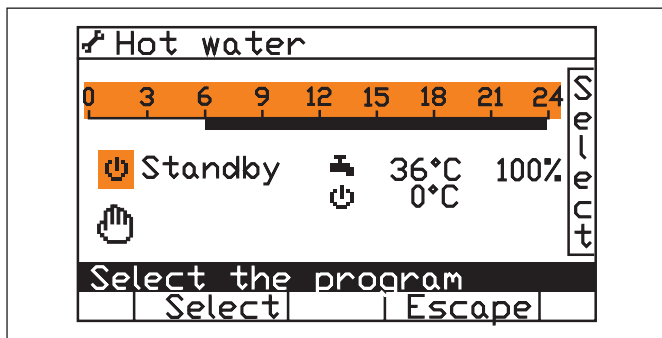 Hot water
0 3 6 9 12 15 18 21 24
Standby 36°C 100%
0°C
Select
Select the program
Select Escape